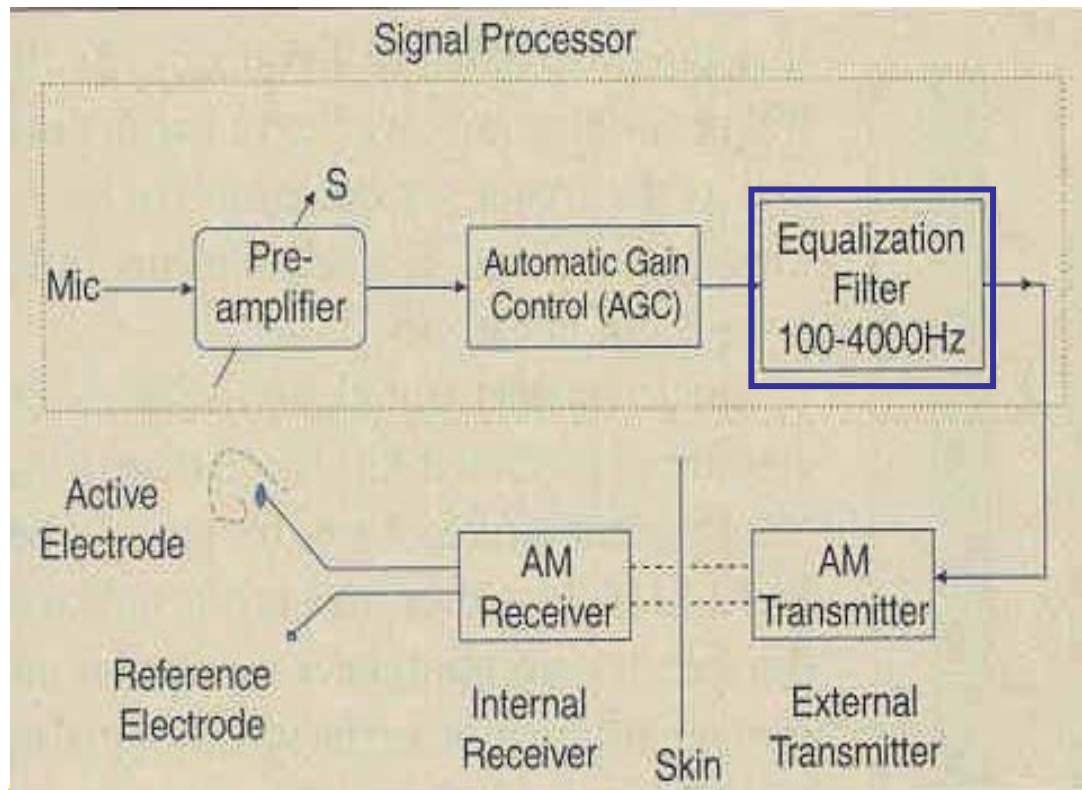 Signal Processor
S
Mic
Pre-
amplifier
Automatic Gain
Control (AGC)
Equalization
Filter
100-4000Hz
Active
Electrode
AM
Receiver
AM
Transmitter
Reference
Electrode
Internal
Receiver
Skin
External
Transmitter